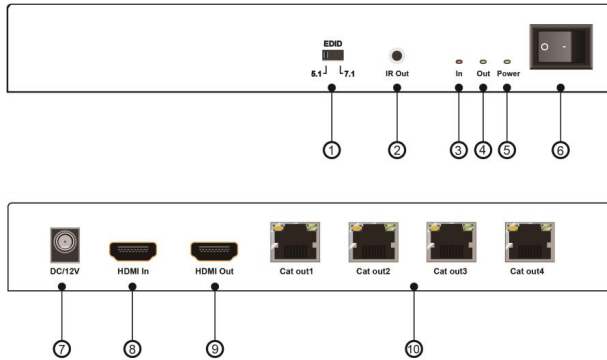 EDID
5.1 7.1
IR Out
In Out Power
O -
1 2 3 4 5 6
DC/12V HDMI In HDMI Out Cat out1 Cat out2 Cat out3 Cat out4
7 8 9 10